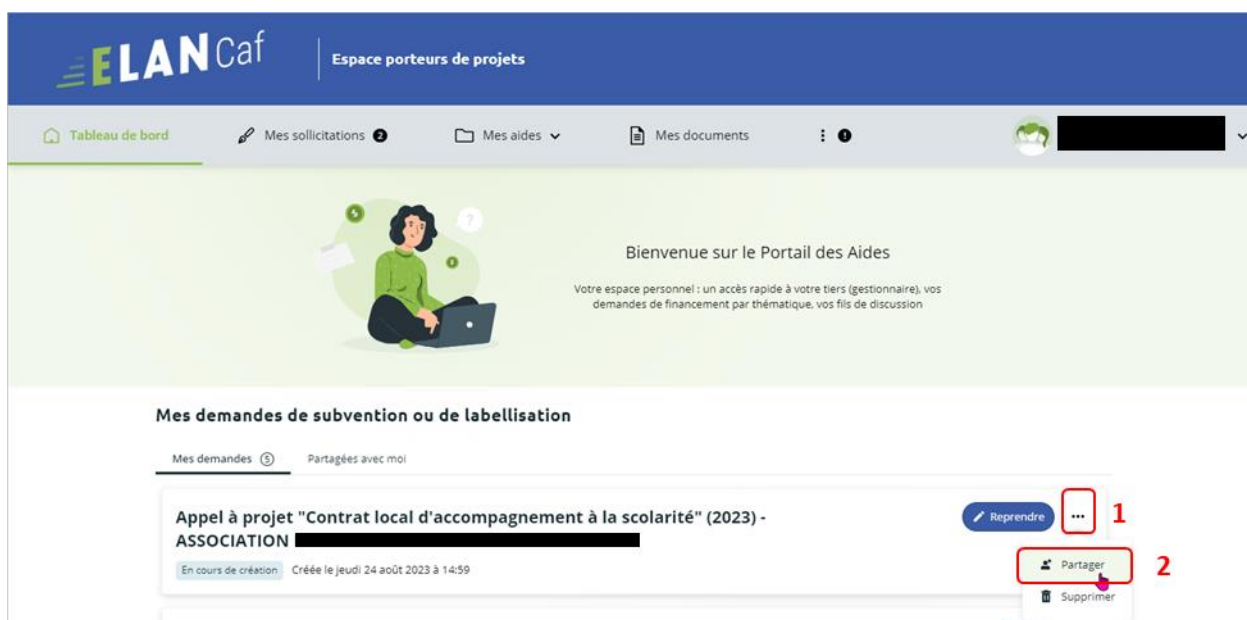 ELAN Caf
Espace porteurs de projets
Tableau de bord
Mes sollicitations 2
Mes aides
Mes documents
Bienvenue sur le Portail des Aides
Votre espace personnel : un accès rapide à votre tiers (gestionnaire), vos
demandes de financement par thématique, vos fils de discussion
Mes demandes de subvention ou de labellisation
Mes demandes 5
Partagées avec moi
Appel à projet "Contrat local d'accompagnement à la scolarité" (2023) -
ASSOCIATION
Reprendre
... 1
En cours de création Créée le jeudi 24 août 2023 à 14:59
Partager 2
Supprimer